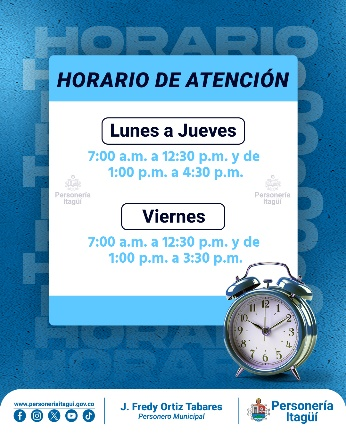 HORARIO
HORARIO DE ATENCIÓN
Lunes a Jueves
7:00 a.m. a 12:30 p.m. y de
1:00 p.m. a 4:30 p.m.
Personería
Itagüí
Personería
Itagüí
Viernes
7:00 a.m. a 12:30 p.m. y de
1:00 p.m. a 3:30 p.m.
HORARIO
www.personeriaitagui.gov.co
J. Fredy Ortiz Tabares
Personero Municipal
Personería
Itagüí